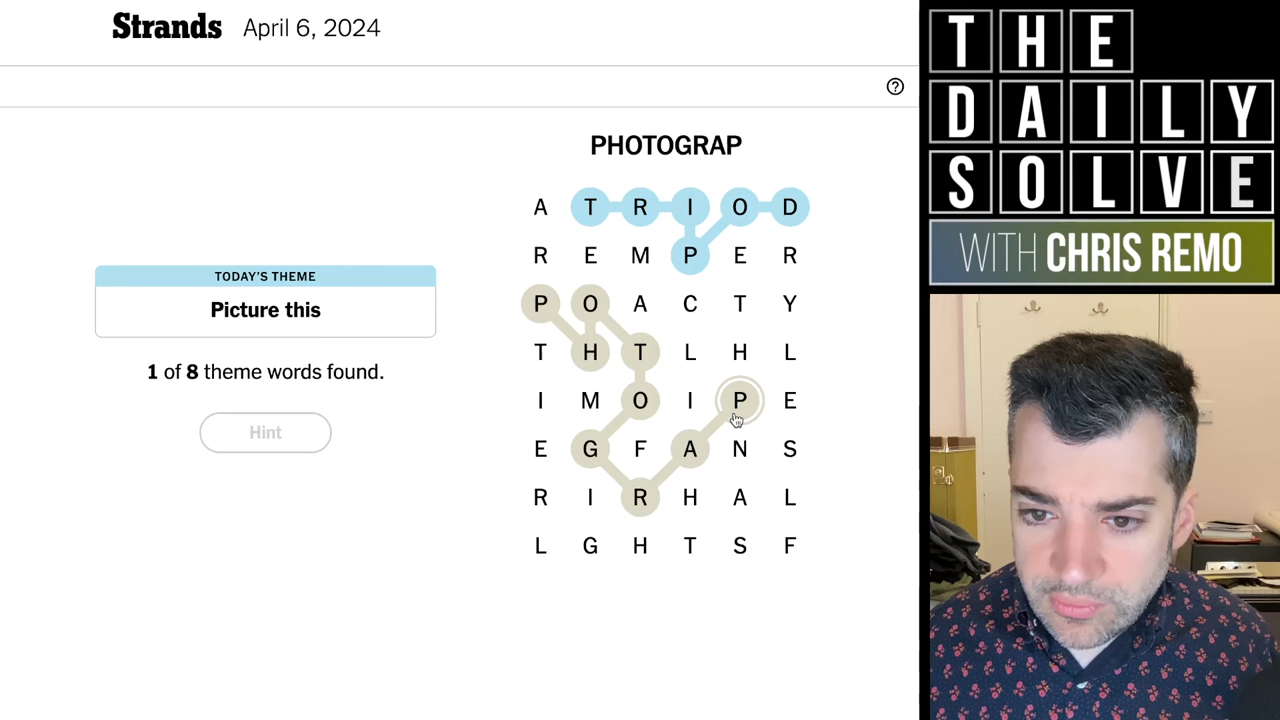 Strands April 6, 2024
THE
DAILY
SOLVE
WITH CHRIS REMO
PHOTOGRAP
TODAY'S THEME
Picture this
1 of 8 theme words found.
Hint
?
A T R I O D
R E M P E R
P O A C T Y
T H T L H L
I M O I P E
E G F A N S
R I R H A L
L G H T S F